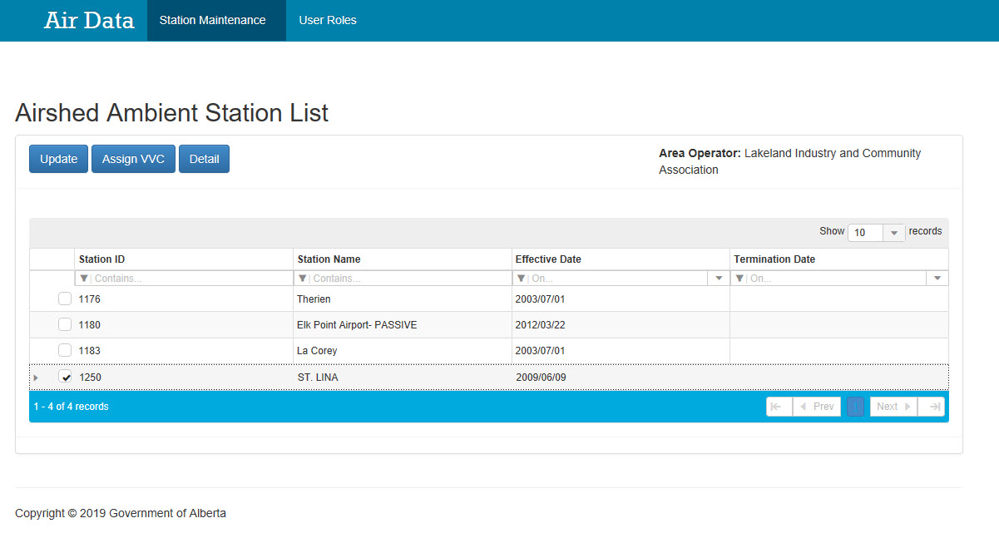 Air Data Station Maintenance User Roles
Airshed Ambient Station List
Update Assign VVC Detail
Area Operator: Lakeland Industry and Community
Association
Show 10 records
Station ID Station Name Effective Date Termination Date
Contains... Contains... On... On...
1176 Therien 2003/07/01
1180 Elk Point Airport- PASSIVE 2012/03/22
1183 La Corey 2003/07/01
1250 ST. LINA 2009/06/09
1 - 4 of 4 records Prev 1 Next
Copyright © 2019 Government of Alberta